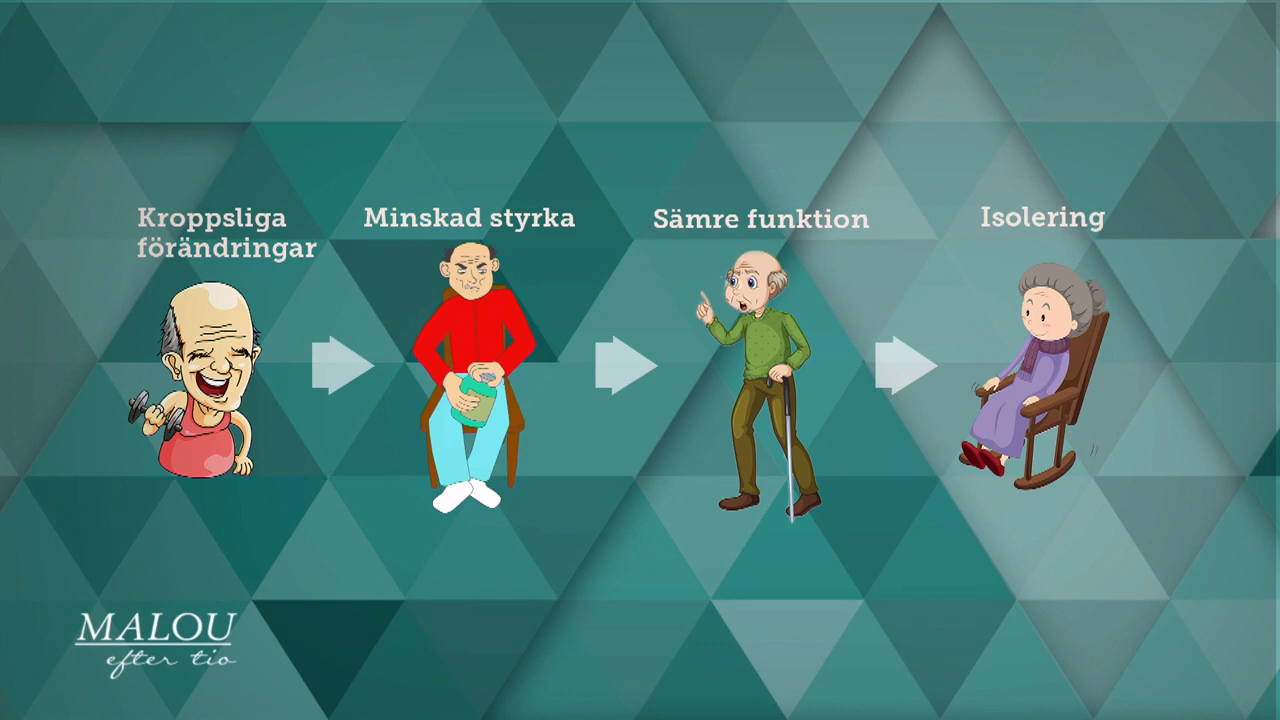 Kroppsliga
förändringar
Minskad styrka
Sämre funktion
Isolering
MALOU
efter tio